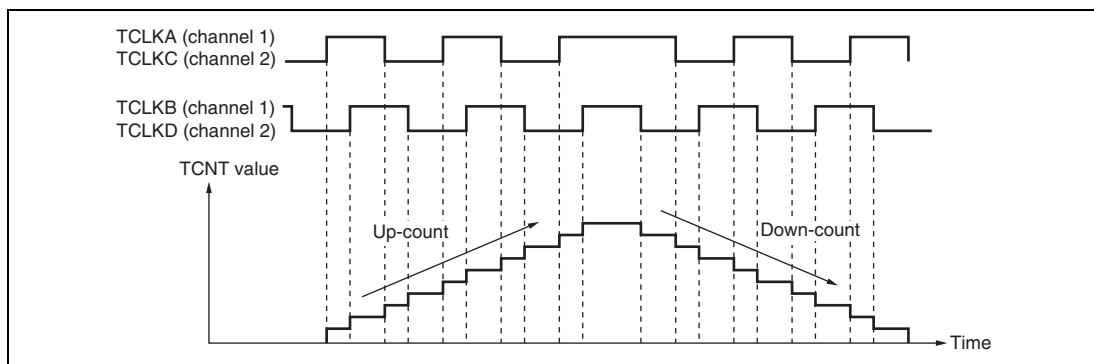 TCLKA (channel 1)
TCLKC (channel 2)
TCLKB (channel 1)
TCLKD (channel 2)
TCNT value
Up-count
Down-count
Time